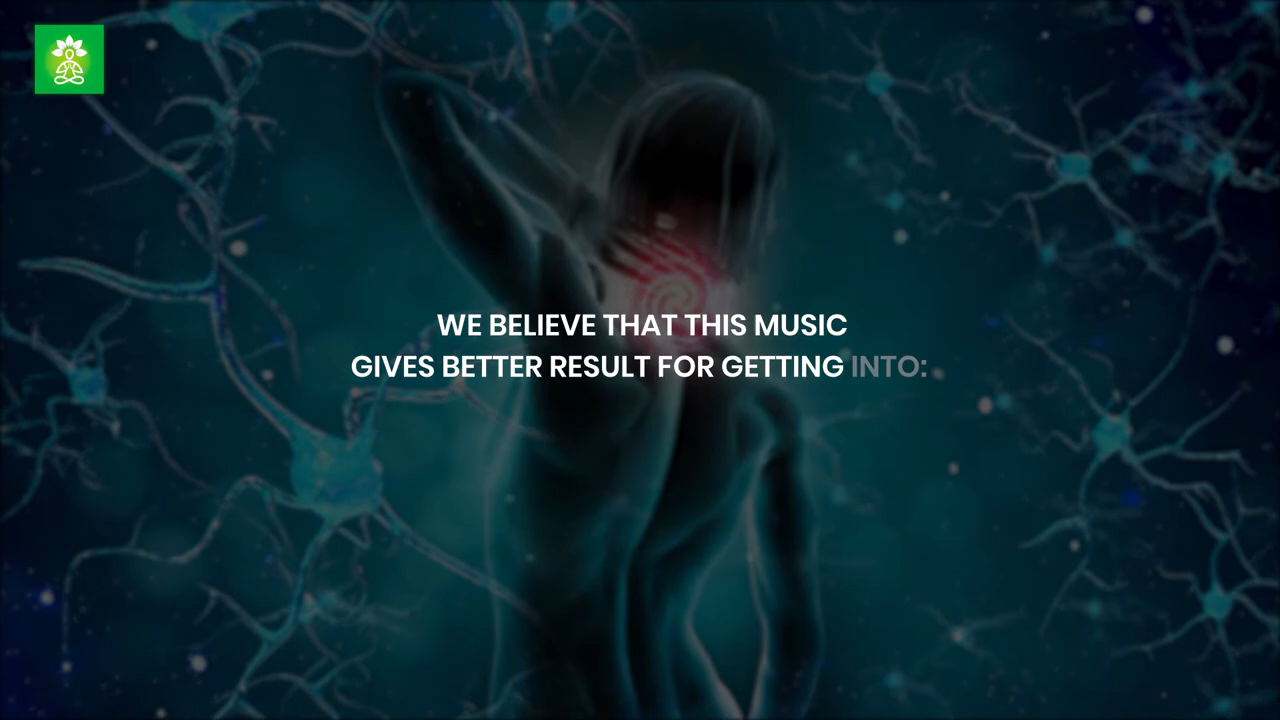 WE BELIEVE THAT THIS MUSIC
GIVES BETTER RESULT FOR GETTING INTO: